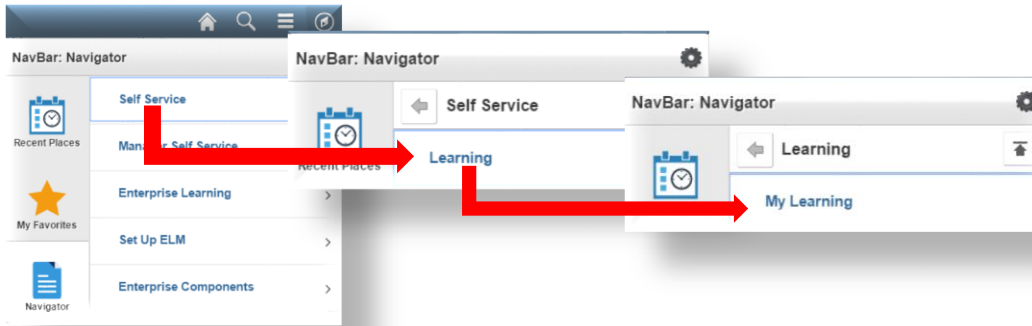 NavBar: Navigator
Recent Places
My Favorites
Navigator
Self Service
Manager Self Service
Enterprise Learning
Set Up ELM
Enterprise Components
NavBar: Navigator
Recent Places
Self Service
Learning
NavBar: Navigator
Learning
My Learning